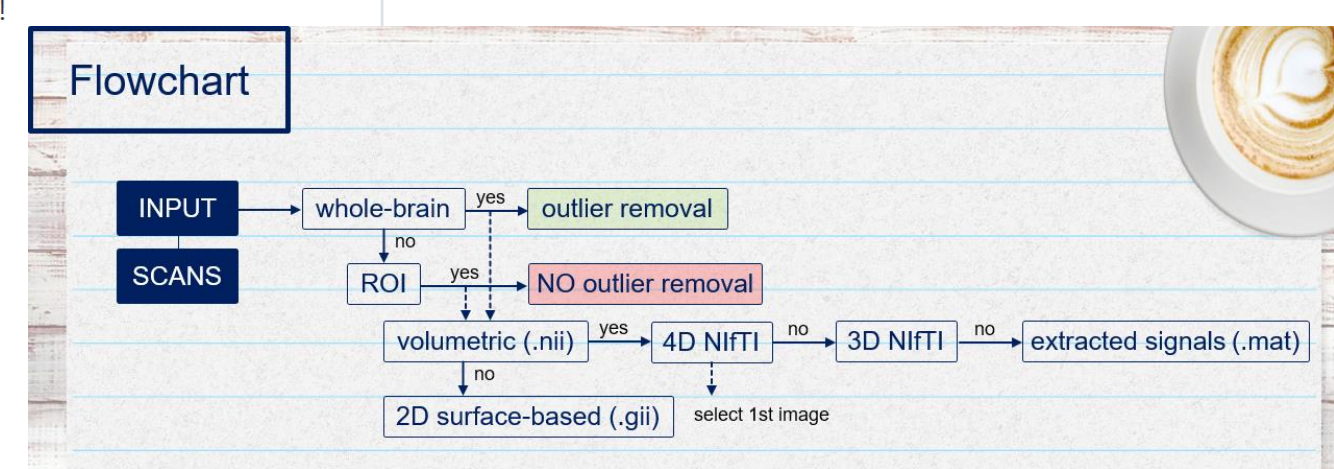 !
Flowchart
INPUT
whole-brain
yes
outlier removal
no
SCANS
ROI
yes
NO outlier removal
volumetric (.nii)
yes
4D NIfTI
no
3D NIfTI
no
extracted signals (.mat)
no
2D surface-based (.gii)
select 1st image